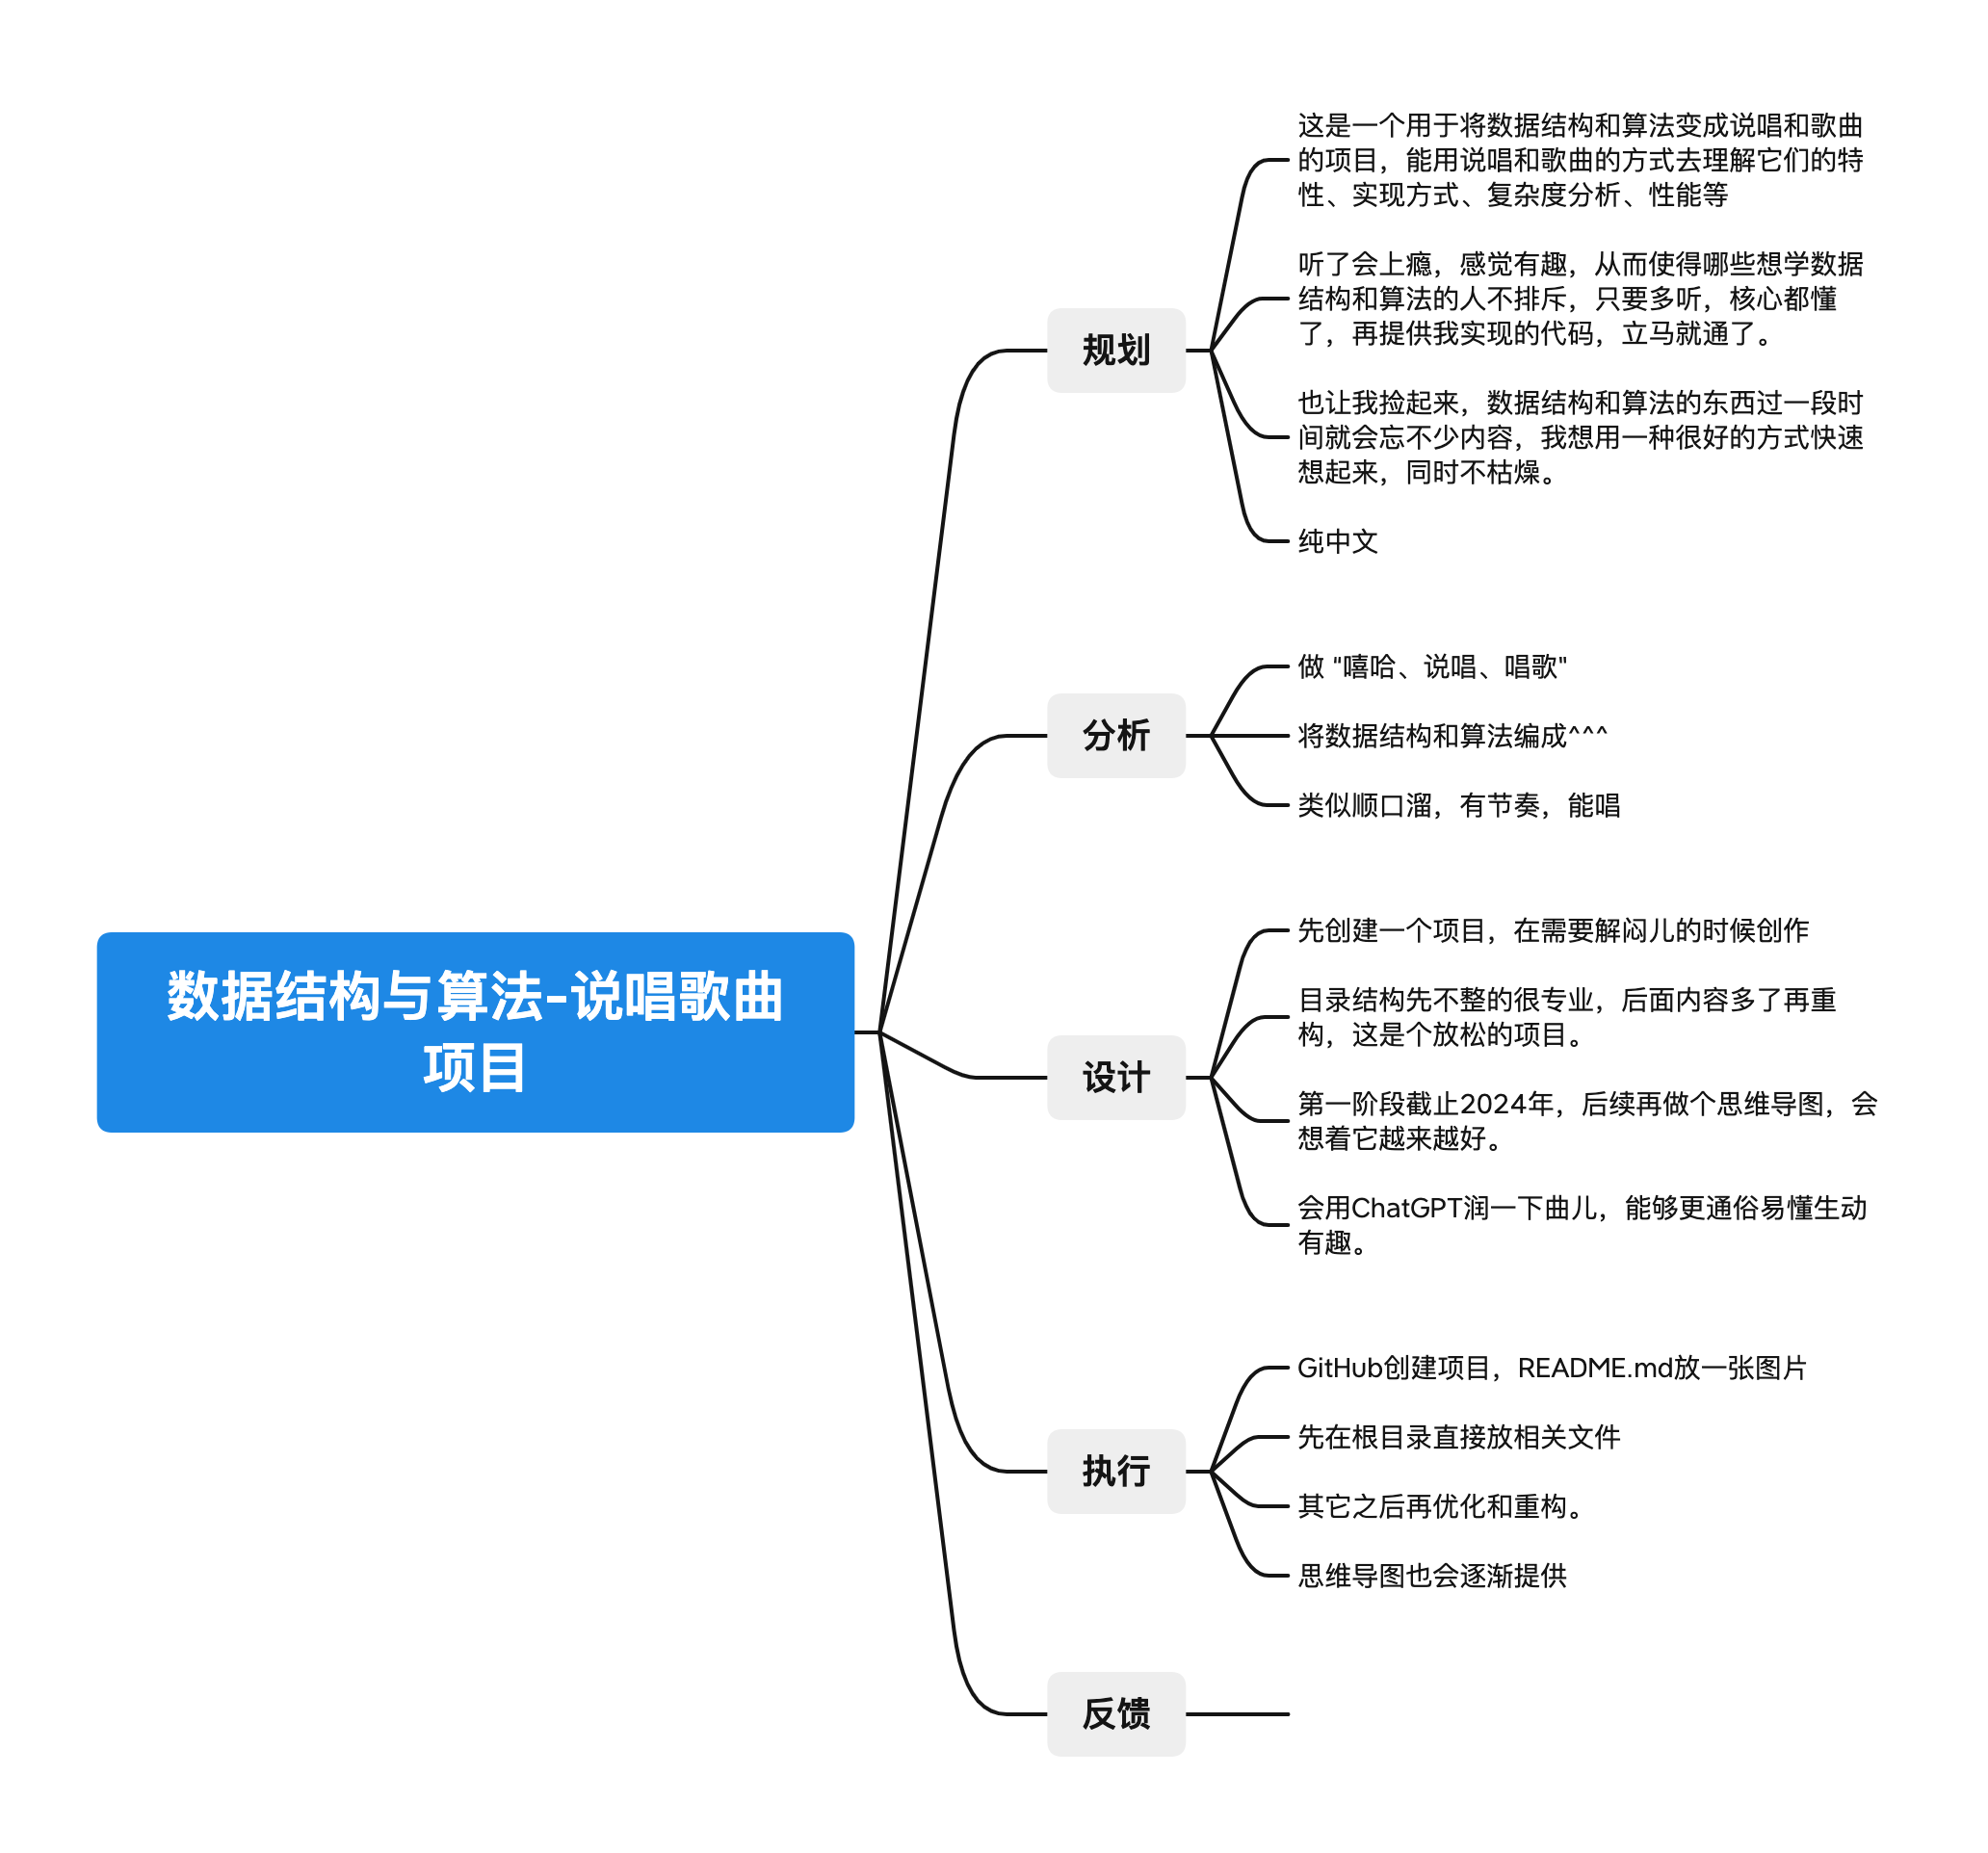 数据结构与算法-说唱歌曲
项目
规划
这是一个用于将数据结构和算法变成说唱和歌曲
的项目，能用说唱和歌曲的方式去理解它们的特
性、实现方式、复杂度分析、性能等
听了会上瘾，感觉有趣，从而使得哪些想学数据
结构和算法的人不排斥，只要多听，核心都懂
了，再提供我实现的代码，立马就通了。
也让我捡起来，数据结构和算法的东西过一段时
间就会忘不少内容，我想用一种很好的方式快速
想起来，同时不枯燥。
纯中文
分析
做 "嘻哈、说唱、唱歌"
将数据结构和算法编成^^^
类似顺口溜，有节奏，能唱
设计
先创建一个项目，在需要解闷儿的时候创作
目录结构先不整的很专业，后面内容多了再重
构，这是个放松的项目。
第一阶段截止2024年，后续再做个思维导图，会
想着它越来越好。
会用ChatGPT润一下曲儿，能够更通俗易懂生动
有趣。
执行
GitHub创建项目，README.md放一张图片
先在根目录直接放相关文件
其它之后再优化和重构。
思维导图也会逐渐提供
反馈